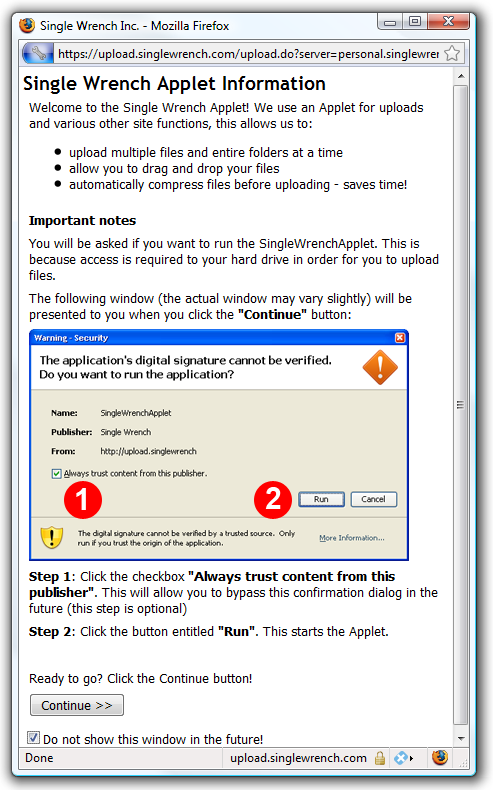 Single Wrench Inc. - Mozilla Firefox
https://upload.singlewrench.com/upload.do?server=personal.singlewre
Single Wrench Applet Information
Welcome to the Single Wrench Applet! We use an Applet for uploads
and various other site functions, this allows us to:
upload multiple files and entire folders at a time
allow you to drag and drop your files
automatically compress files before uploading - saves time!
Important notes
You will be asked if you want to run the SingleWrenchApplet. This is
because access is required to your hard drive in order for you to upload
files.
The following window (the actual window may vary slightly) will be
presented to you when you click the "Continue" button:
Warning - Security
The application's digital signature cannot be verified.
Do you want to run the application?
Name: SingleWrenchApplet
Publisher: Single Wrench
From: http://upload.singlewrench
Always trust content from this publisher.
1
2
Run Cancel
The digital signature cannot be verified by a trusted source. Only
run if you trust the origin of the application.
More Information...
Step 1: Click the checkbox "Always trust content from this
publisher". This will allow you to bypass this confirmation dialog in the
future (this step is optional)
Step 2: Click the button entitled "Run". This starts the Applet.
Ready to go? Click the Continue button!
Continue >>
Do not show this window in the future!
Done upload.singlewrench.com